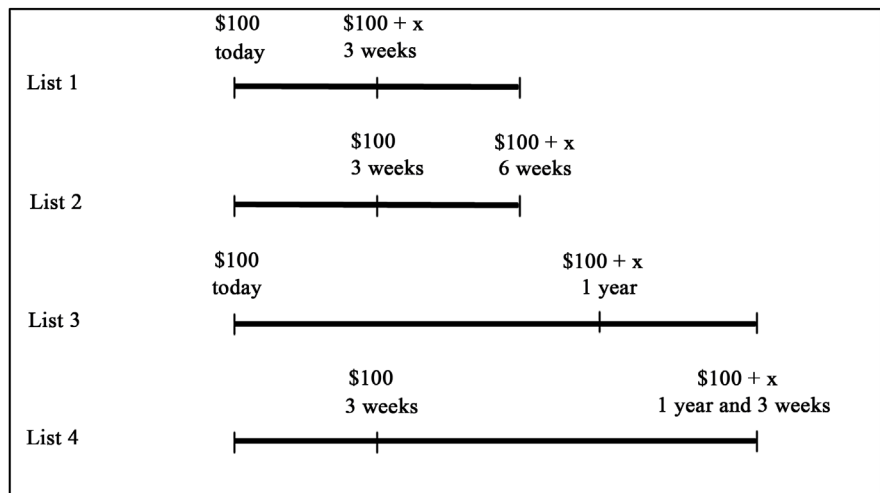 $100 $100 + x
today 3 weeks
List 1
$100 $100 + x
3 weeks 6 weeks
List 2
$100 $100 + x
today 1 year
List 3
$100 $100 + x
3 weeks 1 year and 3 weeks
List 4